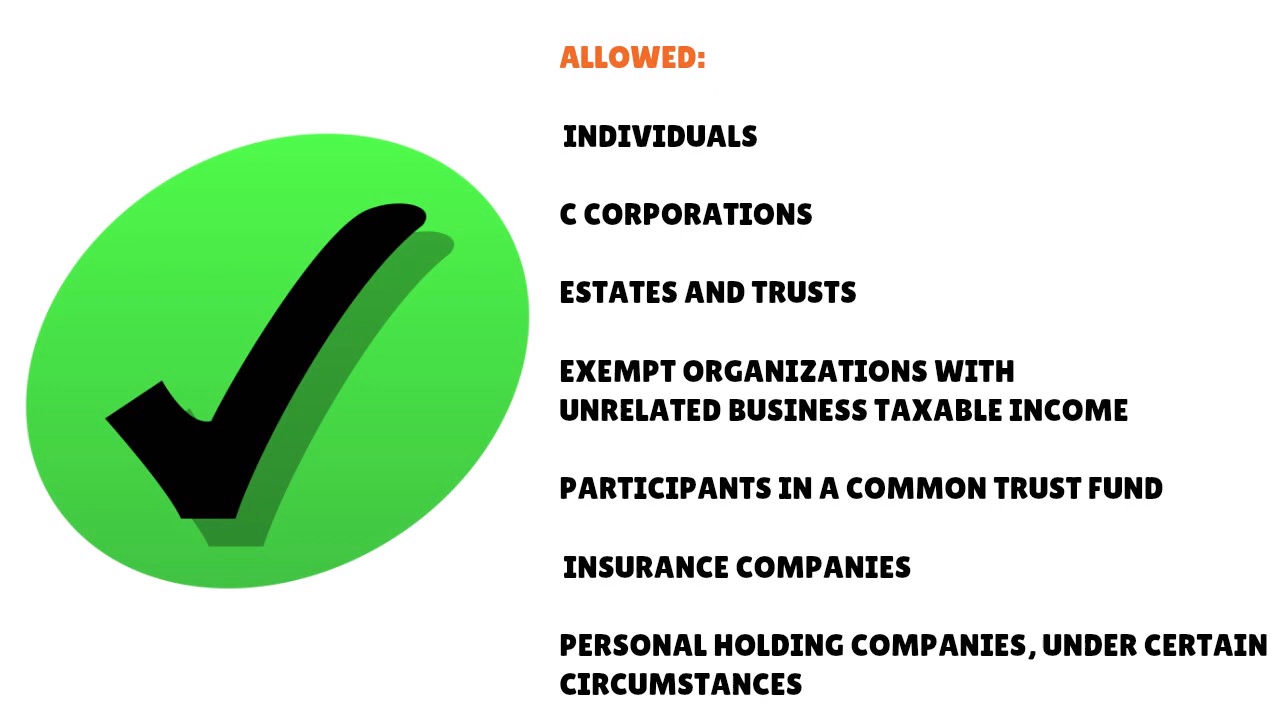 ALLOWED:
INDIVIDUALS
C CORPORATIONS
ESTATES AND TRUSTS
EXEMPT ORGANIZATIONS WITH
UNRELATED BUSINESS TAXABLE INCOME
PARTICIPANTS IN A COMMON TRUST FUND
INSURANCE COMPANIES
PERSONAL HOLDING COMPANIES, UNDER CERTAIN
CIRCUMSTANCES